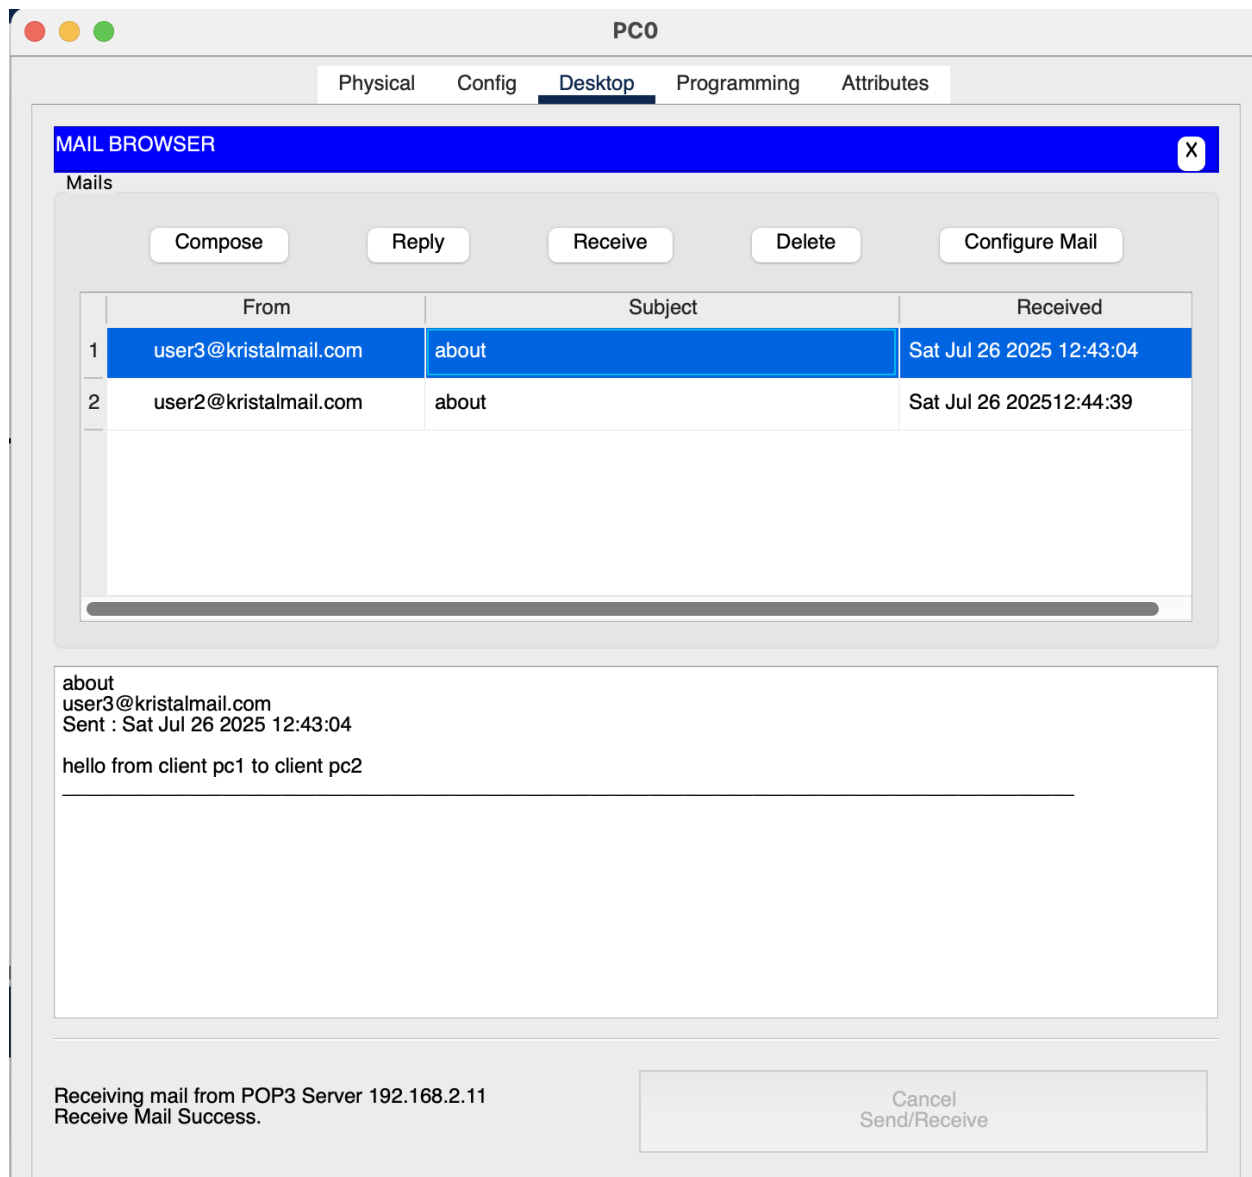 PC0
Physical Config Desktop Programming Attributes
MAIL BROWSER
X
Mails
Compose Reply Receive Delete Configure Mail
From Subject Received
1 user3@kristalmail.com about Sat Jul 26 2025 12:43:04
2 user2@kristalmail.com about Sat Jul 26 202512:44:39
about
user3@kristalmail.com
Sent : Sat Jul 26 2025 12:43:04
hello from client pc1 to client pc2
Receiving mail from POP3 Server 192.168.2.11
Receive Mail Success.
Cancel
Send/Receive